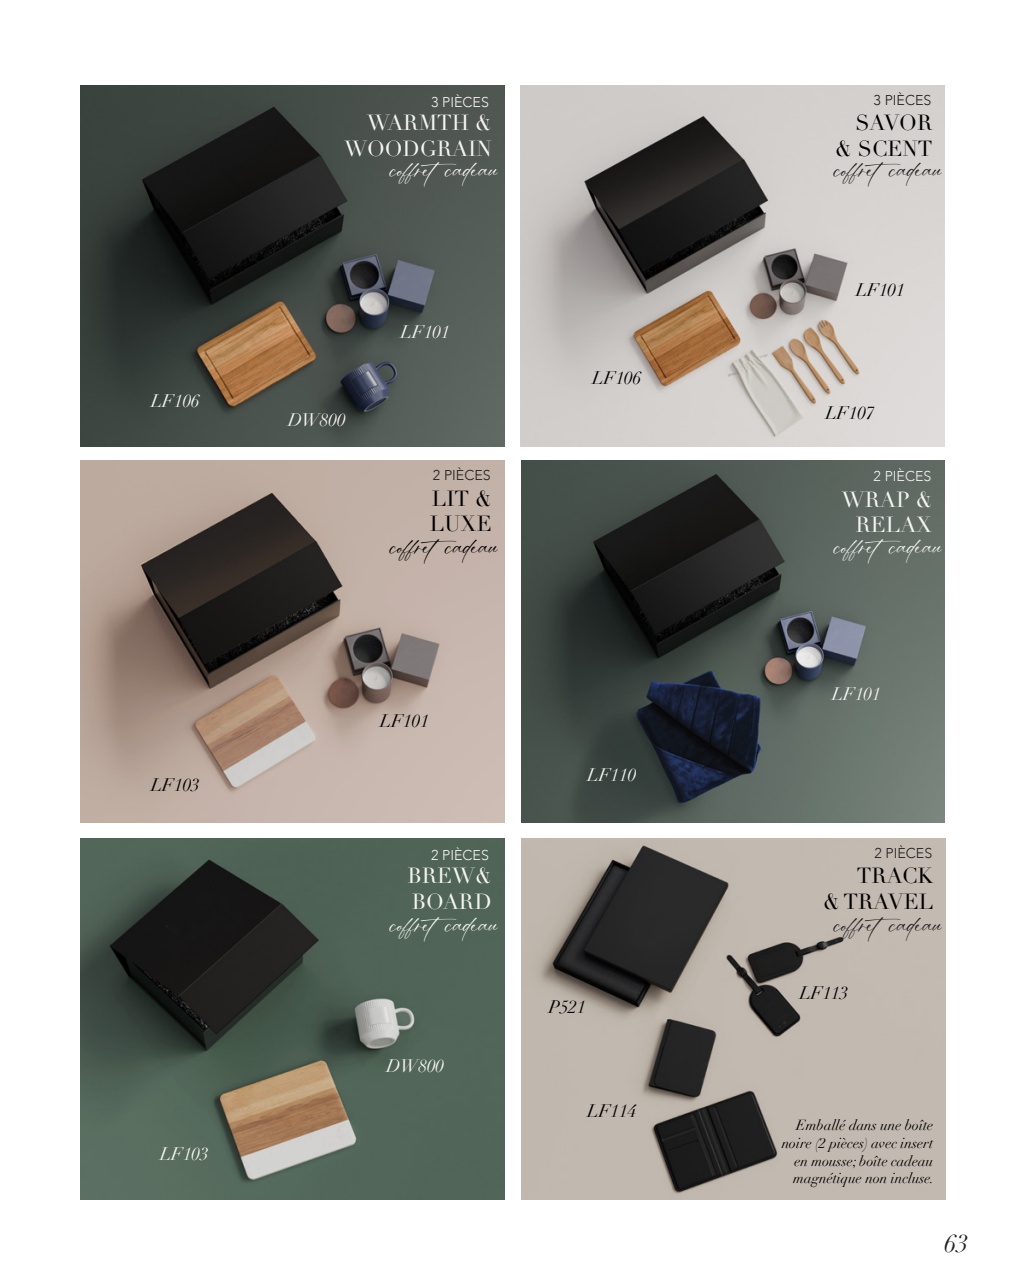 3 PIÈCES
WARMTH &
WOODGRAIN
coffret cadeau
LF101
LF106
DW800
3 PIÈCES
SAVOR
& SCENT
coffret cadeau
LF101
LF106
LF107
2 PIÈCES
LIT &
LUXE
coffret cadeau
LF101
LF103
2 PIÈCES
WRAP &
RELAX
coffret cadeau
LF101
LF110
2 PIÈCES
BREW&
BOARD
coffret cadeau
DW800
LF103
2 PIÈCES
TRACK
& TRAVEL
coffret cadeau
LF113
P521
LF114
Emballé dans une boîte
noire (2 pièces) avec insert
en mousse; boîte cadeau
magnétique non incluse.
63